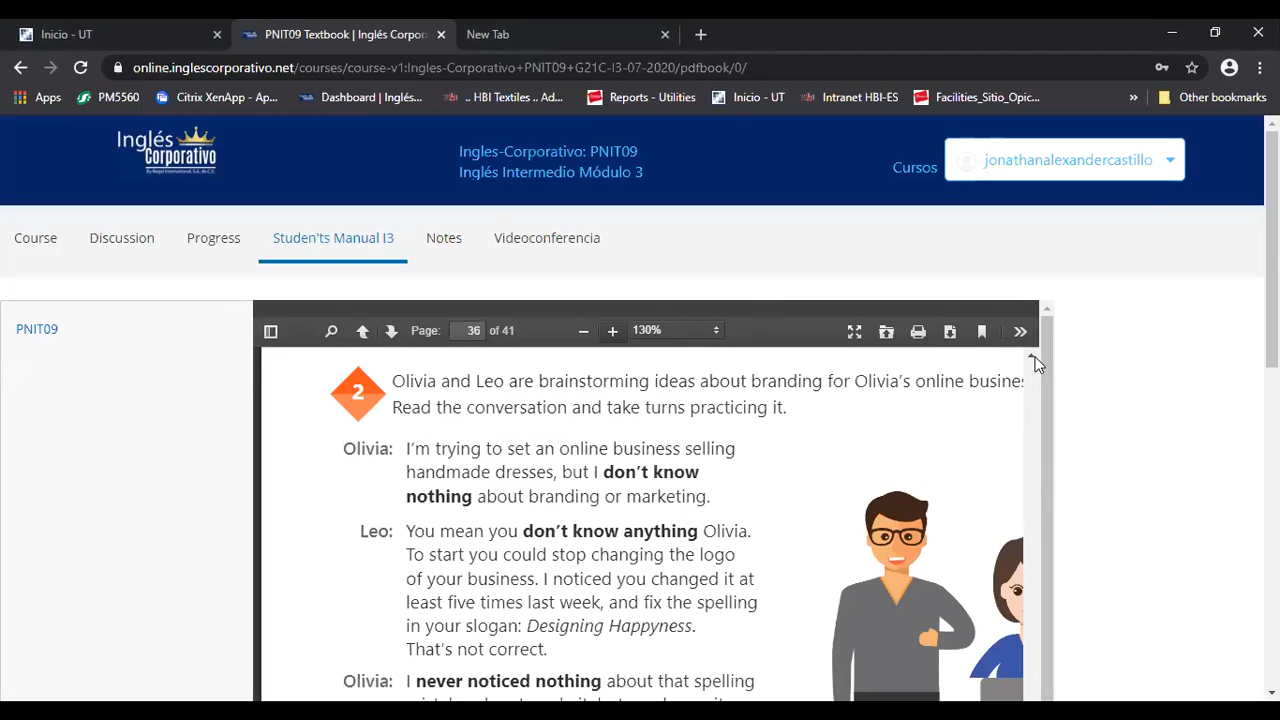 Inicio - UT
PNIT09 Textbook | Inglés Corpor
New Tab
online.inglescorporativo.net/courses/course-v1:Ingles-Corporativo+PNIT09+G21C-I3-07-2020/pdfbook/0/
Apps PM5560 Citrix XenApp - Ap... Dashboard | Inglés... .. HBI Textiles .. Ad... Reports - Utilities Inicio - UT Intranet HBI-ES Facilities_Sitio_Opic... » Other bookmarks
Inglés
Corporativo
By Regal International, S.A. de C.V.
Ingles-Corporativo: PNIT09
Inglés Intermedio Módulo 3
Cursos
jonathanalexandercastillo
Course Discussion Progress Studen'ts Manual I3 Notes Videoconferencia
PNIT09
Page: 36 of 41
130%
2
Olivia and Leo are brainstorming ideas about branding for Olivia's online busines
Read the conversation and take turns practicing it.
Olivia: I'm trying to set an online business selling
handmade dresses, but I don't know
nothing about branding or marketing.
Leo: You mean you don't know anything Olivia.
To start you could stop changing the logo
of your business. I noticed you changed it at
least five times last week, and fix the spelling
in your slogan: Designing Happyness.
That's not correct.
Olivia: I never noticed nothing about that spelling